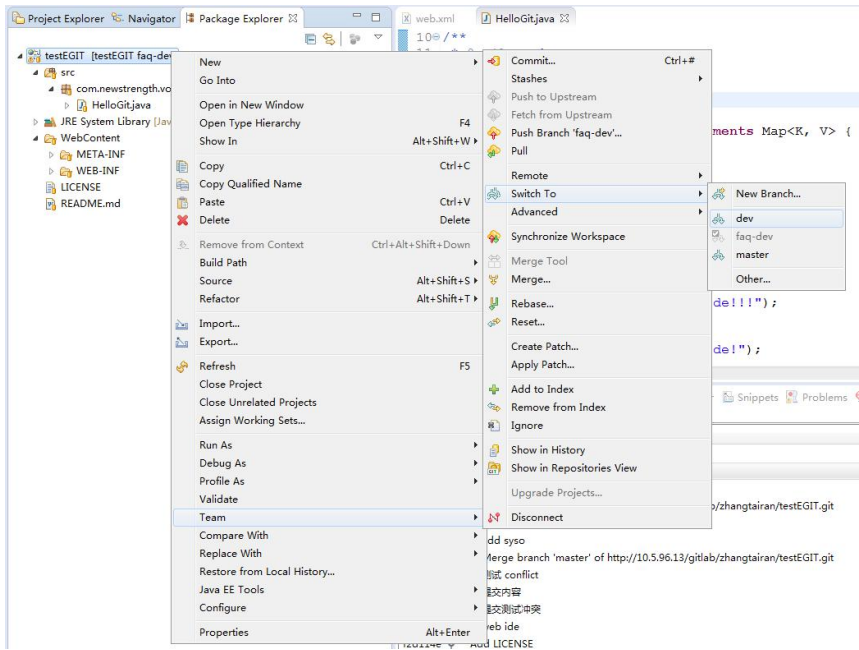 Project Explorer Navigator Package Explorer
web.xml HelloGit.java
testEGIT [testEGIT faq-dev
src
com.newstrength.vo
HelloGit.java
JRE System Library [Jav
WebContent
META-INF
WEB-INF
LICENSE
README.md
New
Go Into
Open in New Window
Open Type Hierarchy F4
Show In Alt+Shift+W
Copy Ctrl+C
Copy Qualified Name
Paste Ctrl+V
Delete Delete
Remove from Context Ctrl+Alt+Shift+Down
Build Path
Source Alt+Shift+S
Refactor Alt+Shift+T
Import...
Export...
Refresh F5
Close Project
Close Unrelated Projects
Assign Working Sets...
Run As
Debug As
Profile As
Validate
Team
Compare With
Replace With
Restore from Local History...
Java EE Tools
Configure
Properties Alt+Enter
10 /**
Commit... Ctrl+#
Stashes
Push to Upstream
Fetch from Upstream
Push Branch 'faq-dev'...
Pull
Remote
Switch To
Advanced
Synchronize Workspace
Merge Tool
Merge...
Rebase...
Reset...
Create Patch...
Apply Patch...
Add to Index
Remove from Index
Ignore
Show in History
Show in Repositories View
Upgrade Projects...
Disconnect
New Branch...
dev
faq-dev
master
Other...
ments Map<K, V> {
de!!!");
de!");
Snippets Problems
b/zhangtairan/testEGIT.git
dd syso
Merge branch 'master' of http://10.5.96.13/gitlab/zhangtairan/testEGIT.git
测试 conflict
提交内容
提交测试冲突
web ide
Add LICENSE